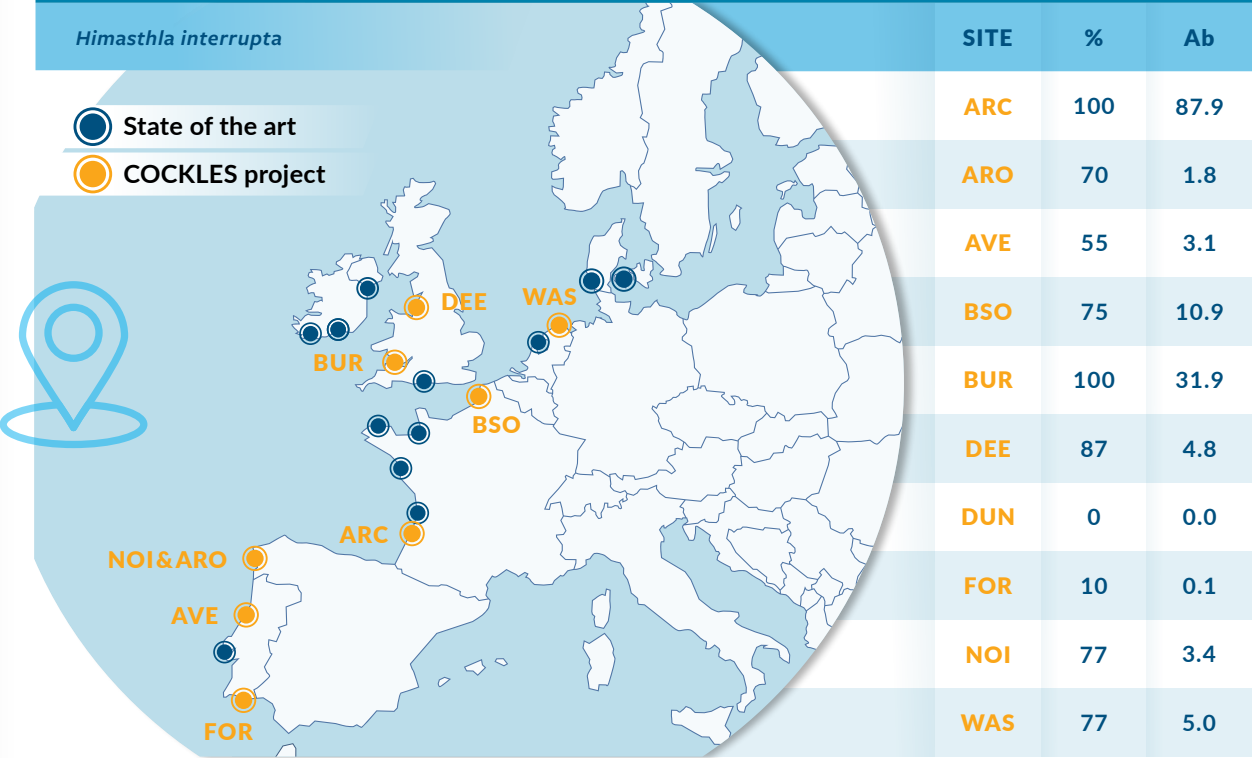 Himasthla interrupta
State of the art
COCKLES project
DEE
WAS
BUR
BSO
ARC
NOI&ARO
AVE
FOR
SITE % Ab
ARC 100 87.9
ARO 70 1.8
AVE 55 3.1
BSO 75 10.9
BUR 100 31.9
DEE 87 4.8
DUN 0 0.0
FOR 10 0.1
NOI 77 3.4
WAS 77 5.0